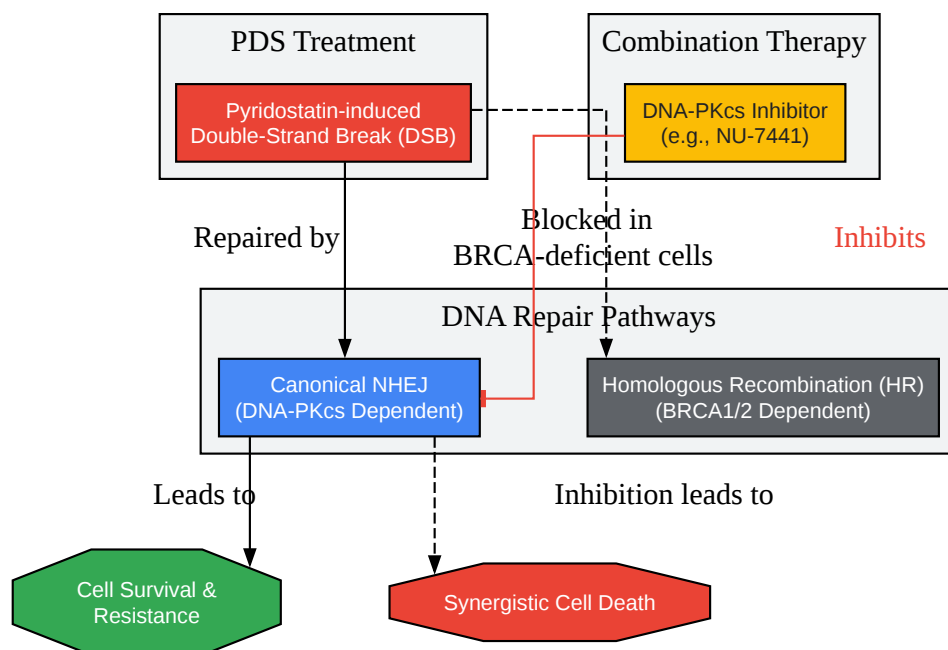 PDS Treatment
Combination Therapy
Pyridostatin-induced
Double-Strand Break (DSB)
DNA-PKcs Inhibitor
(e.g., NU-7441)
Repaired by
Blocked in
BRCA-deficient cells
Inhibits
DNA Repair Pathways
Canonical NHEJ
(DNA-PKcs Dependent)
Homologous Recombination (HR)
(BRCA1/2 Dependent)
Leads to
Inhibition leads to
Cell Survival &
Resistance
Synergistic Cell Death